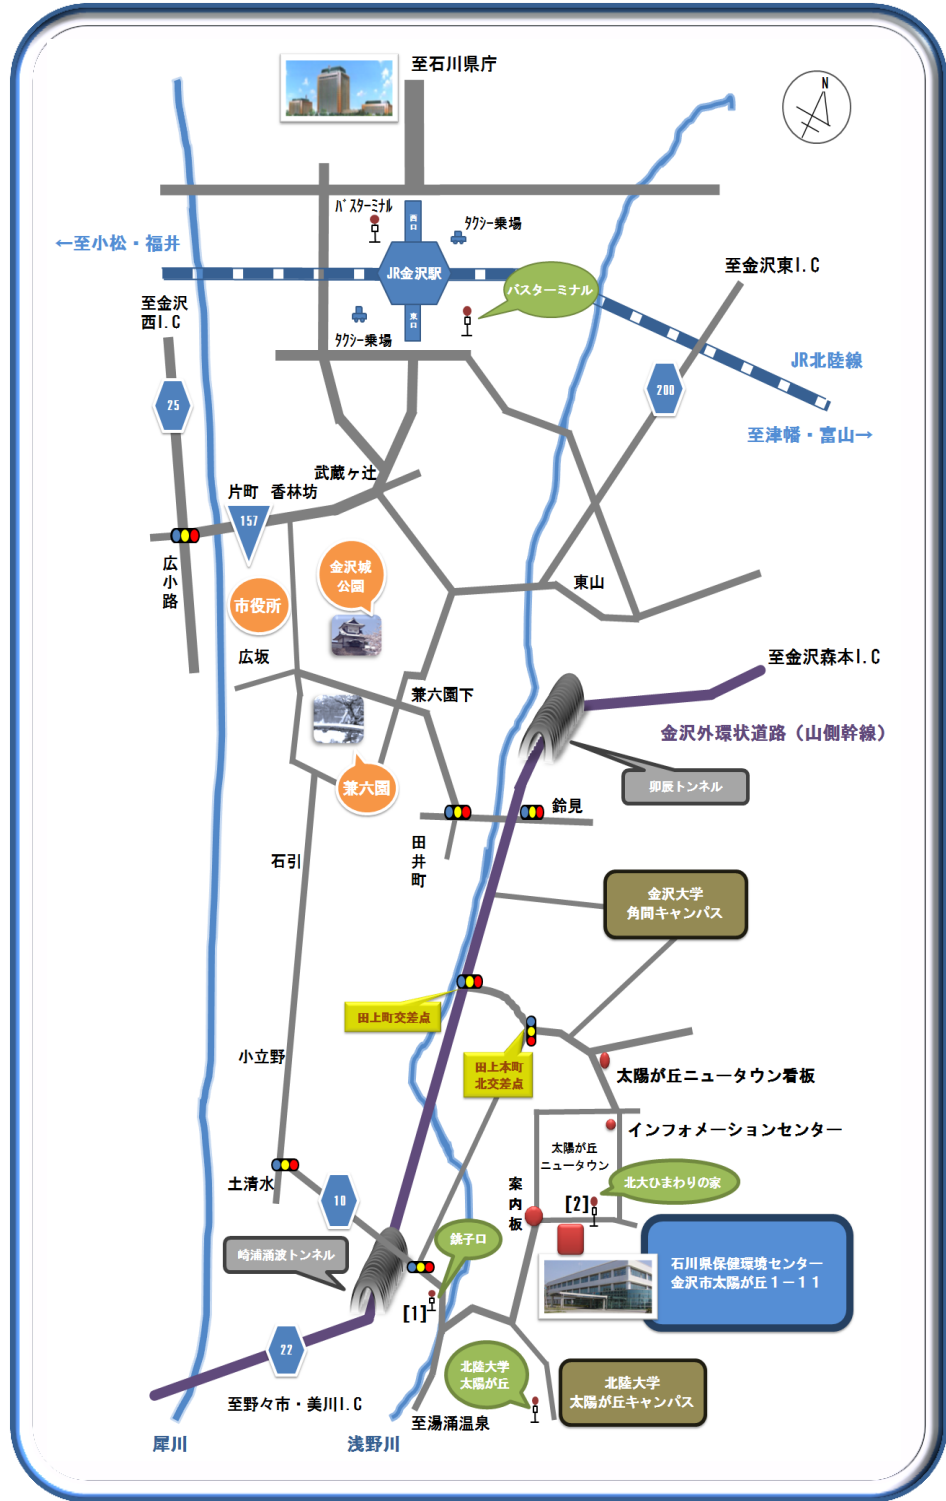 至石川県庁
N
バスターミナル
西口
タクシー乗場
←至小松・福井
JR金沢駅
至金沢東I.C
バスターミナル
至金沢
西I.C
東口
タクシー乗場
JR北陸線
200
25
至津幡・富山→
武蔵ヶ辻
片町 香林坊
157
広小路
金沢城
公園
東山
市役所
広坂
至金沢森本I.C
兼六園下
金沢外環状道路（山側幹線）
卯辰トンネル
兼六園
鈴見
田井町
石引
金沢大学
角間キャンパス
田上町交差点
小立野
田上本町
北交差点
太陽が丘ニュータウン看板
インフォメーションセンター
太陽が丘
ニュータウン
土清水
案内板
北大ひまわりの家
10
[2]
銚子口
崎浦涌波トンネル
石川県保健環境センター
金沢市太陽が丘１－１１
[1]
22
北陸大学
太陽が丘
北陸大学
太陽が丘キャンパス
至野々市・美川I.C
至湯涌温泉
犀川
浅野川